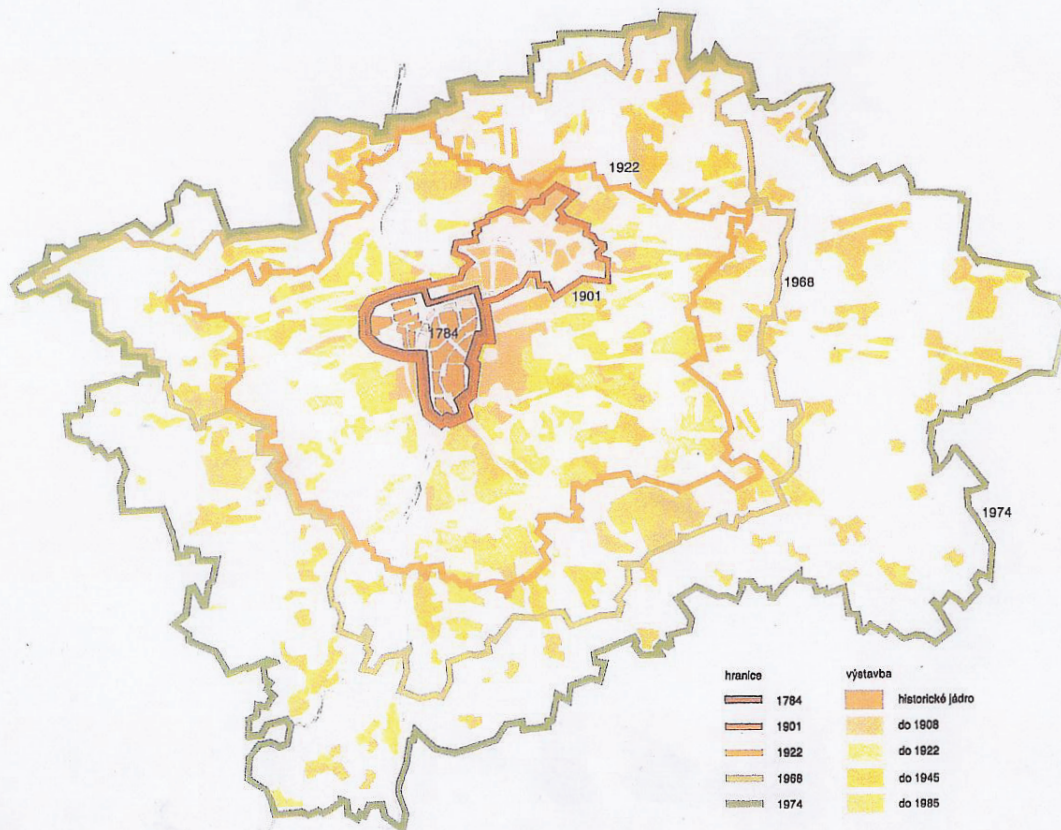 1922
1968
1901
1784
1974
hranice
1784
1901
1922
1968
1974
výstavba
historické jádro
do 1908
do 1922
do 1945
do 1985